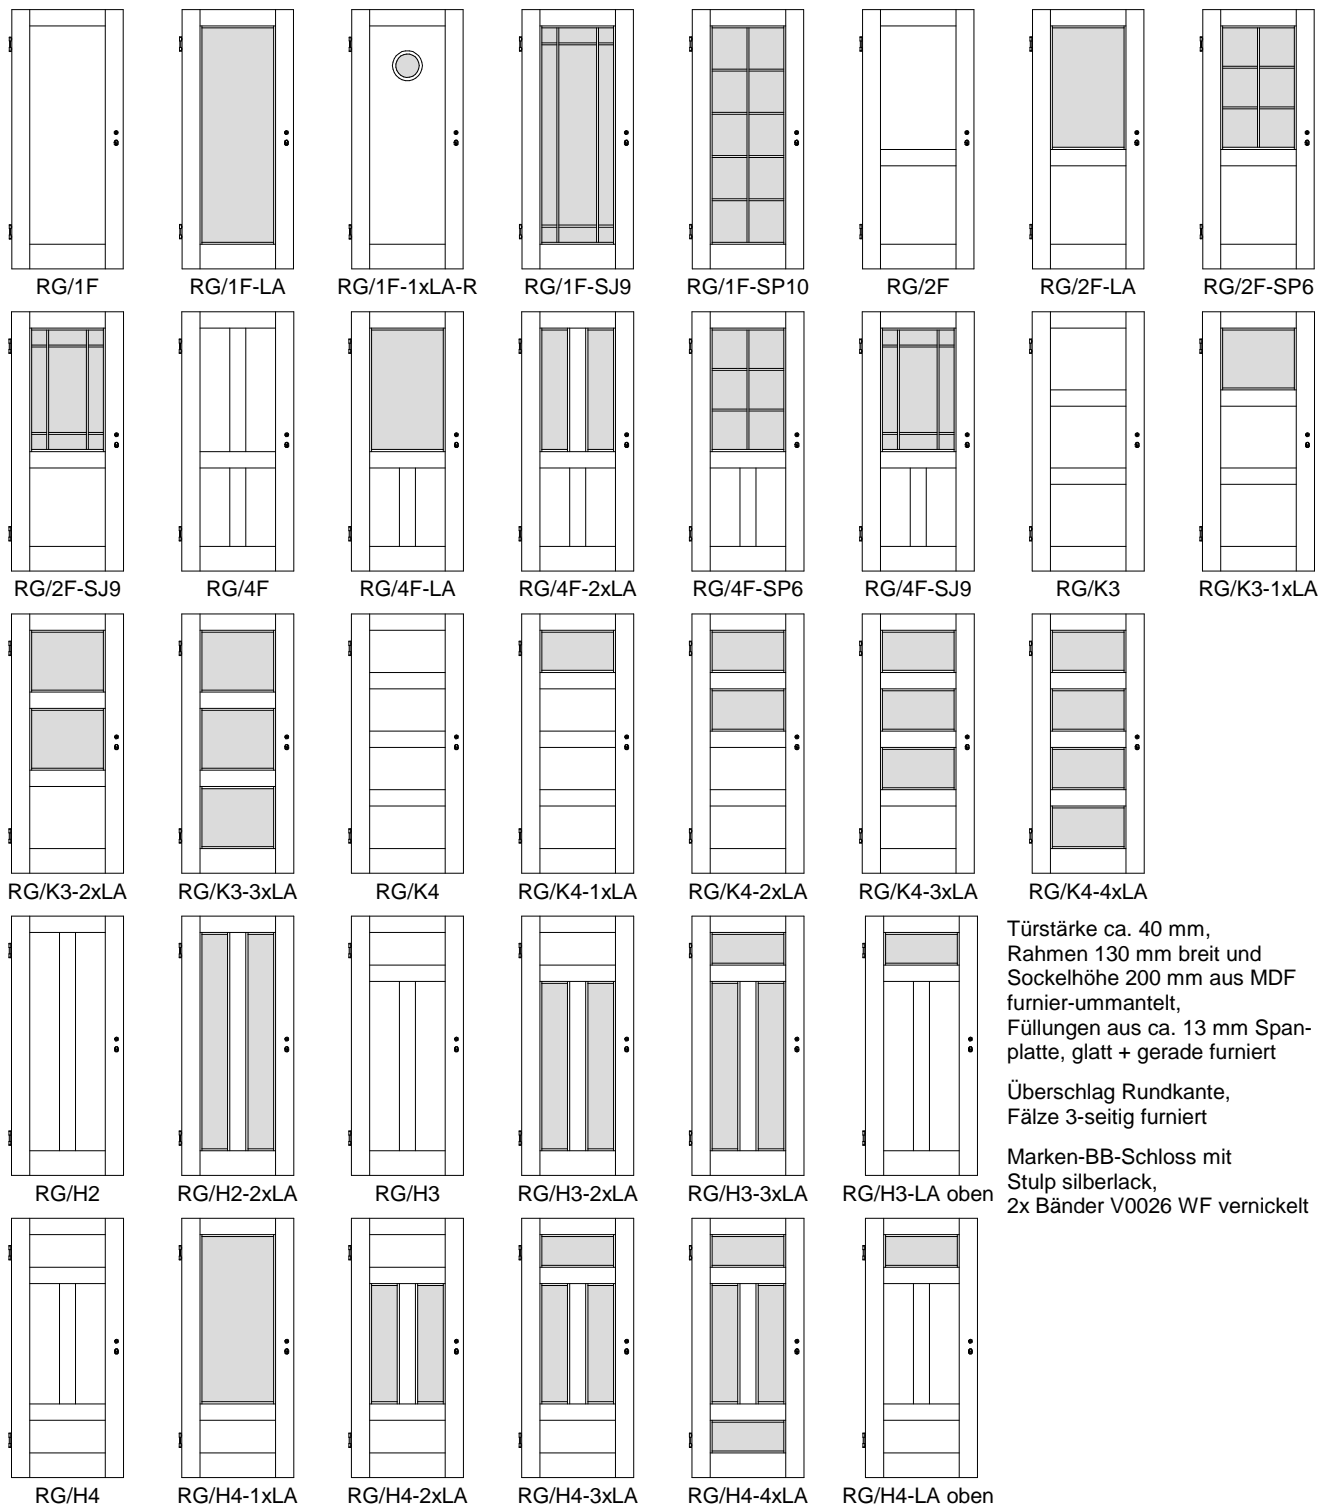 RG/1F RG/1F-LA RG/1F-1xLA-R RG/1F-SJ9 RG/1F-SP10 RG/2F RG/2F-LA RG/2F-SP6
RG/2F-SJ9 RG/4F RG/4F-LA RG/4F-2xLA RG/4F-SP6 RG/4F-SJ9 RG/K3 RG/K3-1xLA
RG/K3-2xLA RG/K3-3xLA RG/K4 RG/K4-1xLA RG/K4-2xLA RG/K4-3xLA RG/K4-4xLA
RG/H2 RG/H2-2xLA RG/H3 RG/H3-2xLA RG/H3-3xLA RG/H3-LA oben
Türstärke ca. 40 mm,
Rahmen 130 mm breit und
Sockelhöhe 200 mm aus MDF
furnier-ummantelt,
Füllungen aus ca. 13 mm Span-
platte, glatt + gerade furniert
Überschlag Rundkante,
Fälze 3-seitig furniert
Marken-BB-Schloss mit
Stulp silberlack,
2x Bänder V0026 WF vernickelt
RG/H4 RG/H4-1xLA RG/H4-2xLA RG/H4-3xLA RG/H4-4xLA RG/H4-LA oben